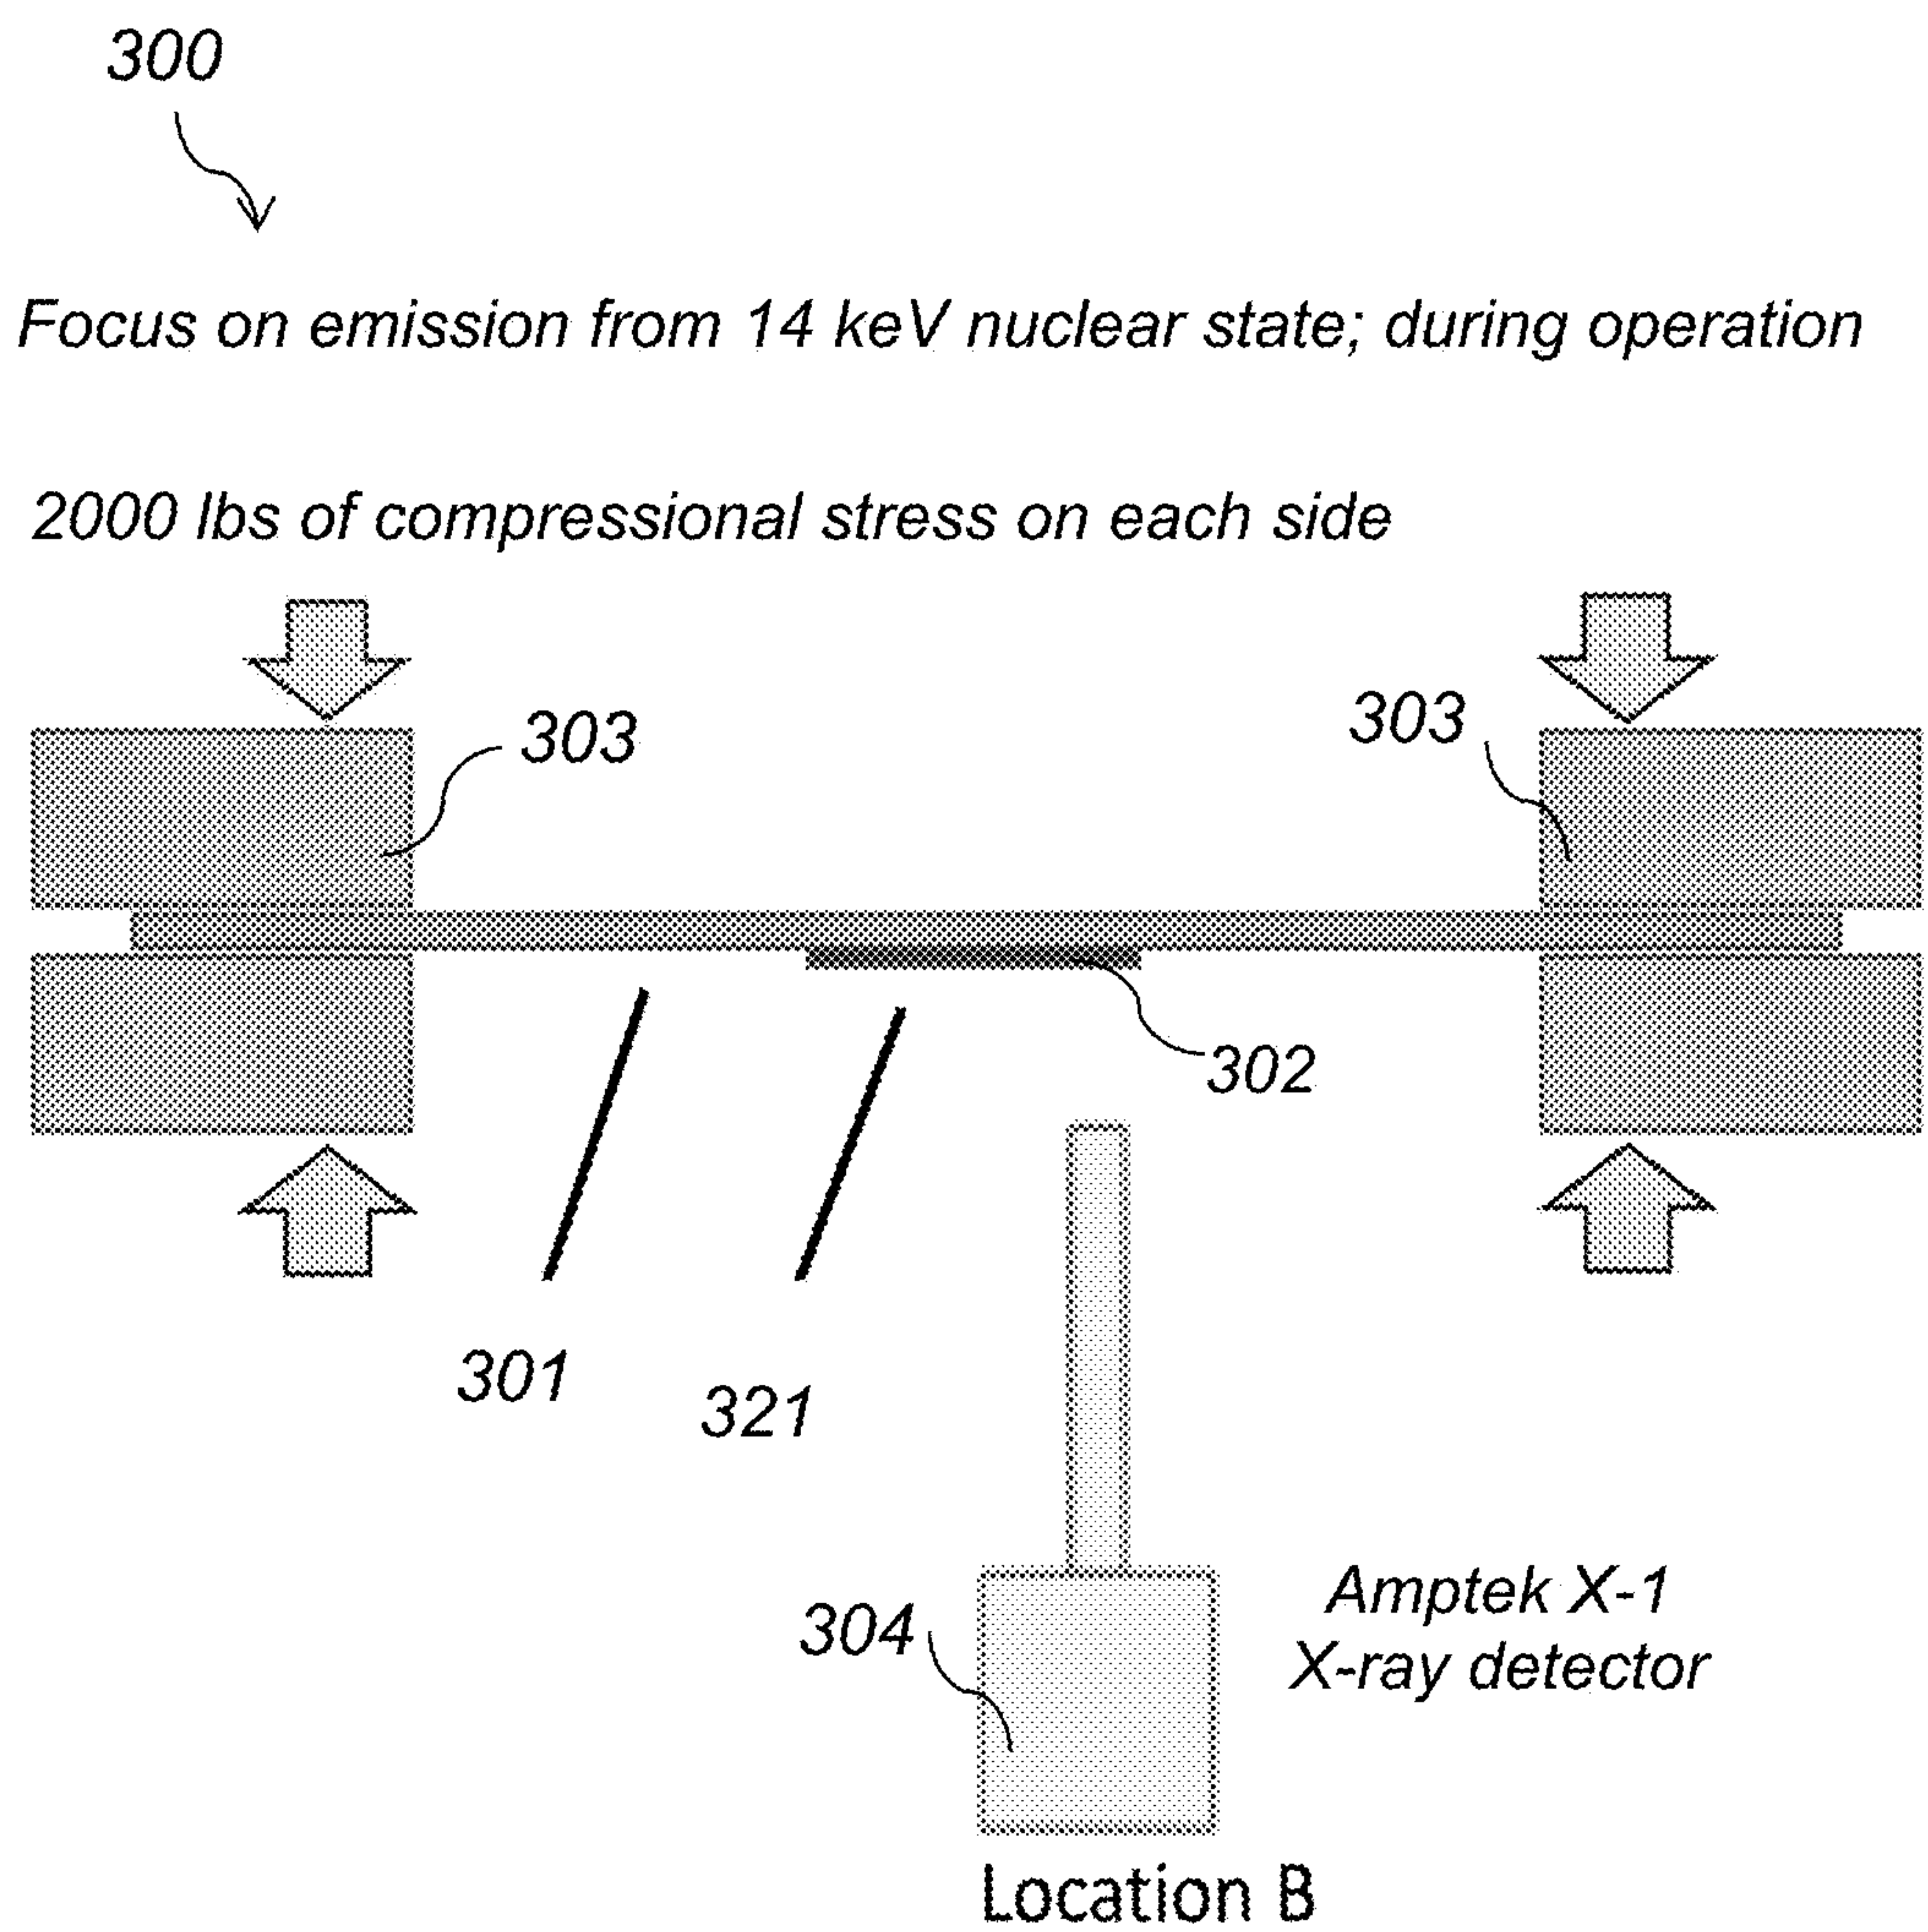 300
Focus on emission from 14 keV nuclear state; during operation
2000 lbs of compressional stress on each side
303
303
302
301
321
304
Amptek X-1
X-ray detector
Location B